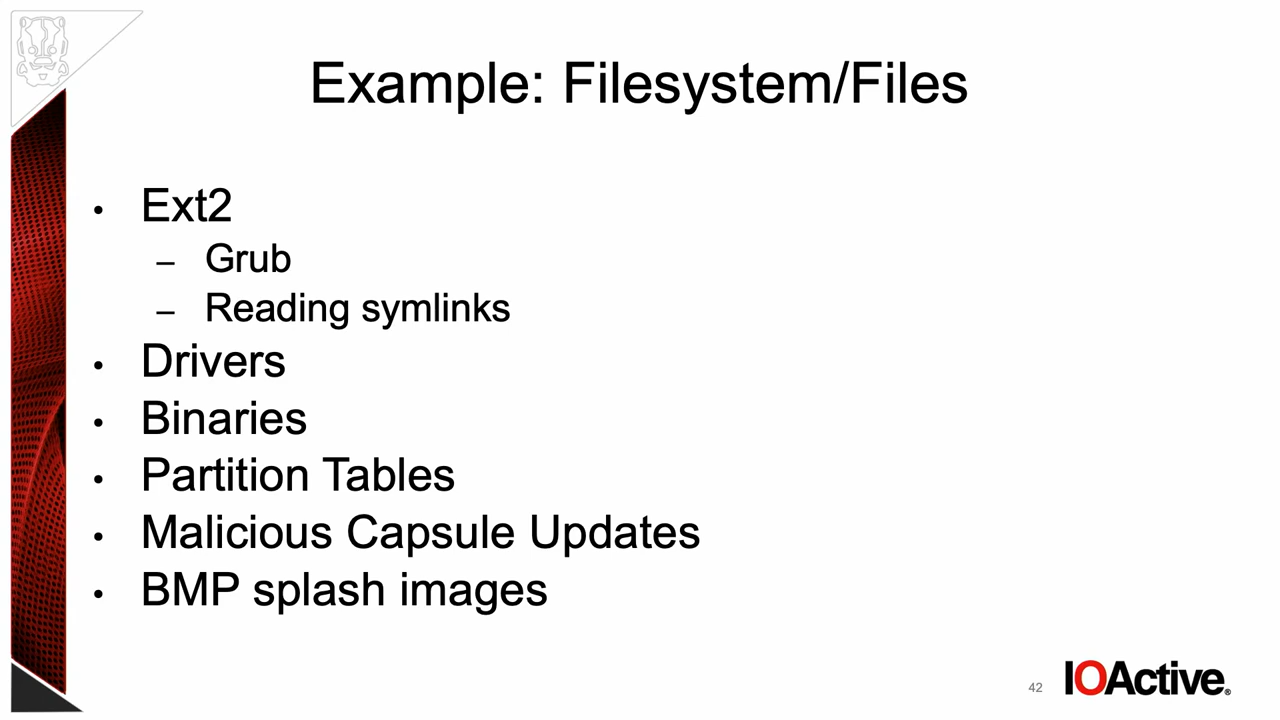 Example: Filesystem/Files
• Ext2
– Grub
– Reading symlinks
• Drivers
• Binaries
• Partition Tables
• Malicious Capsule Updates
• BMP splash images
42
IOActive®